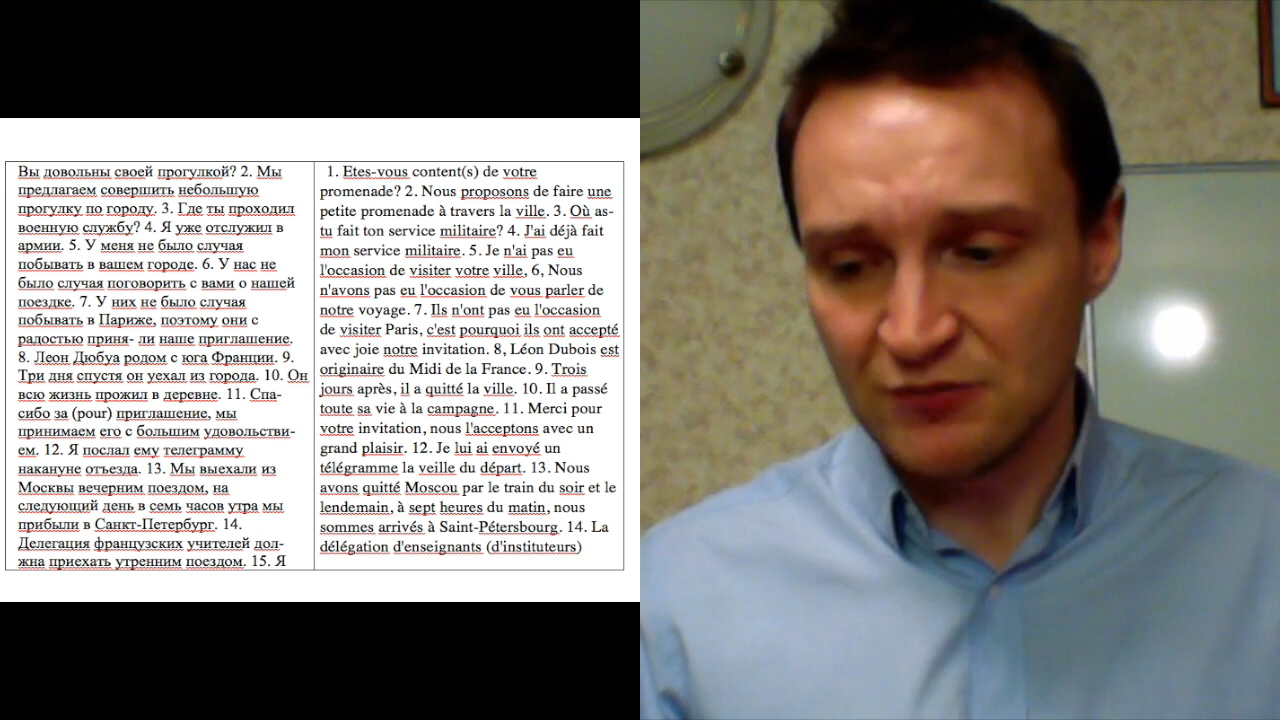 Вы довольны своей прогулкой? 2. Мы
предлагаем совершить небольшую
прогулку по городу. 3. Где ты проходил
военную службу? 4. Я уже отслужил в
армии. 5. У меня не было случая
побывать в вашем городе. 6. У нас не
было случая поговорить с вами о нашей
поездке. 7. У них не было случая
побывать в Париже, поэтому они с
радостью приня- ли наше приглашение.
8. Леон Дюбуа родом с юга Франции. 9.
Три дня спустя он уехал из города. 10. Он
всю жизнь прожил в деревне. 11. Спа-
сибо за (pour) приглашение, мы
принимаем его с большим удовольстви-
ем. 12. Я послал ему телеграмму
накануне отъезда. 13. Мы выехали из
Москвы вечерним поездом, на
следующий день в семь часов утра мы
прибыли в Санкт-Петербург. 14.
Делегация французских учителей дол-
жна приехать утренним поездом. 15. Я
1. Etes-vous content(s) de votre
promenade? 2. Nous proposons de faire une
petite promenade à travers la ville. 3. Où as-
tu fait ton service militaire? 4. J'ai déjà fait
mon service militaire. 5. Je n'ai pas eu
l'occasion de visiter votre ville. 6, Nous
n'avons pas eu l'occasion de vous parler de
notre voyage. 7. Ils n'ont pas eu l'occasion
de visiter Paris, c'est pourquoi ils ont accepté
avec joie notre invitation. 8, Léon Dubois est
originaire du Midi de la France. 9. Trois
jours après, il a quitté la ville. 10. Il a passé
toute sa vie à la campagne. 11. Merci pour
votre invitation, nous l'acceptons avec un
grand plaisir. 12. Je lui ai envoyé un
télégramme la veille du départ. 13. Nous
avons quitté Moscou par le train du soir et le
lendemain, à sept heures du matin, nous
sommes arrivés à Saint-Pétersbourg. 14. La
délégation d'enseignants (d'instituteurs)